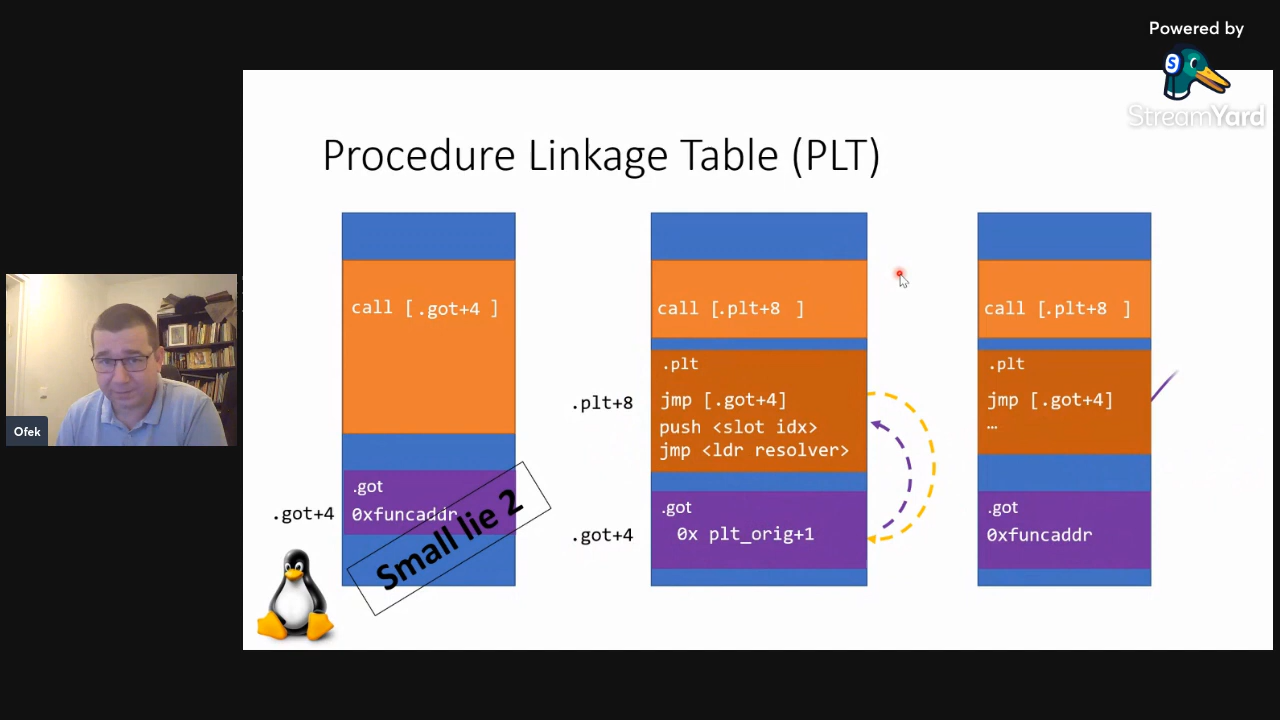 Powered by
S
StreamYard
Procedure Linkage Table (PLT)
call [ .got+4 ]
.got
0xfuncaddr
.got+4
Small lie 2
call [.plt+8 ]
.plt
.plt+8
jmp [.got+4]
push <slot idx>
jmp <ldr resolver>
.got
.got+4
0x plt_orig+1
call [.plt+8 ]
.plt
jmp [.got+4]
…
.got
0xfuncaddr
Ofek